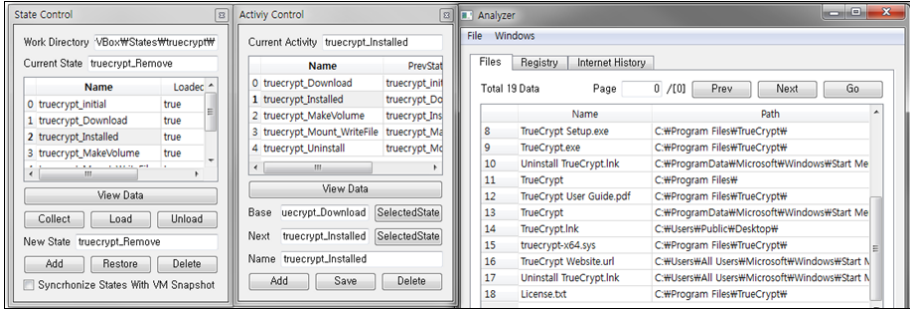 State Control
Work Directory VBox₩States₩truecrypt₩
Current State truecrypt_Remove
Name Loadec
0 truecrypt_initial true
1 truecrypt_Download true
2 truecrypt_Installed true
3 truecrypt_MakeVolume true
View Data
Collect Load Unload
New State truecrypt_Remove
Add Restore Delete
Syncrhonize States With VM Snapshot
Activiy Control
Current Activity truecrypt_Installed
Name PrevStat
0 truecrypt_Download truecrypt_init
1 truecrypt_Installed truecrypt_Do
2 truecrypt_MakeVolume truecrypt_Ins
3 truecrypt_Mount_WriteFile truecrypt_Ma
4 truecrypt_Uninstall truecrypt_Mo
View Data
Base uecrypt_Download SelectedState
Next truecrypt_Installed SelectedState
Name truecrypt_Installed
Add Save Delete
Analyzer
File Windows
Files Registry Internet History
Total 19 Data Page 0 /[0] Prev Next Go
Name Path
8 TrueCrypt Setup.exe C:₩Program Files₩TrueCrypt₩
9 TrueCrypt.exe C:₩Program Files₩TrueCrypt₩
10 Uninstall TrueCrypt.lnk C:₩ProgramData₩Microsoft₩Windows₩Start Me
11 TrueCrypt C:₩Program Files₩
12 TrueCrypt User Guide.pdf C:₩Program Files₩TrueCrypt₩
13 TrueCrypt C:₩ProgramData₩Microsoft₩Windows₩Start Me
14 TrueCrypt.lnk C:₩Users₩Public₩Desktop₩
15 truecrypt-x64.sys C:₩Program Files₩TrueCrypt₩
16 TrueCrypt Website.url C:₩Users₩All Users₩Microsoft₩Windows₩Start M
17 Uninstall TrueCrypt.lnk C:₩Users₩All Users₩Microsoft₩Windows₩Start M
18 License.txt C:₩Program Files₩TrueCrypt₩